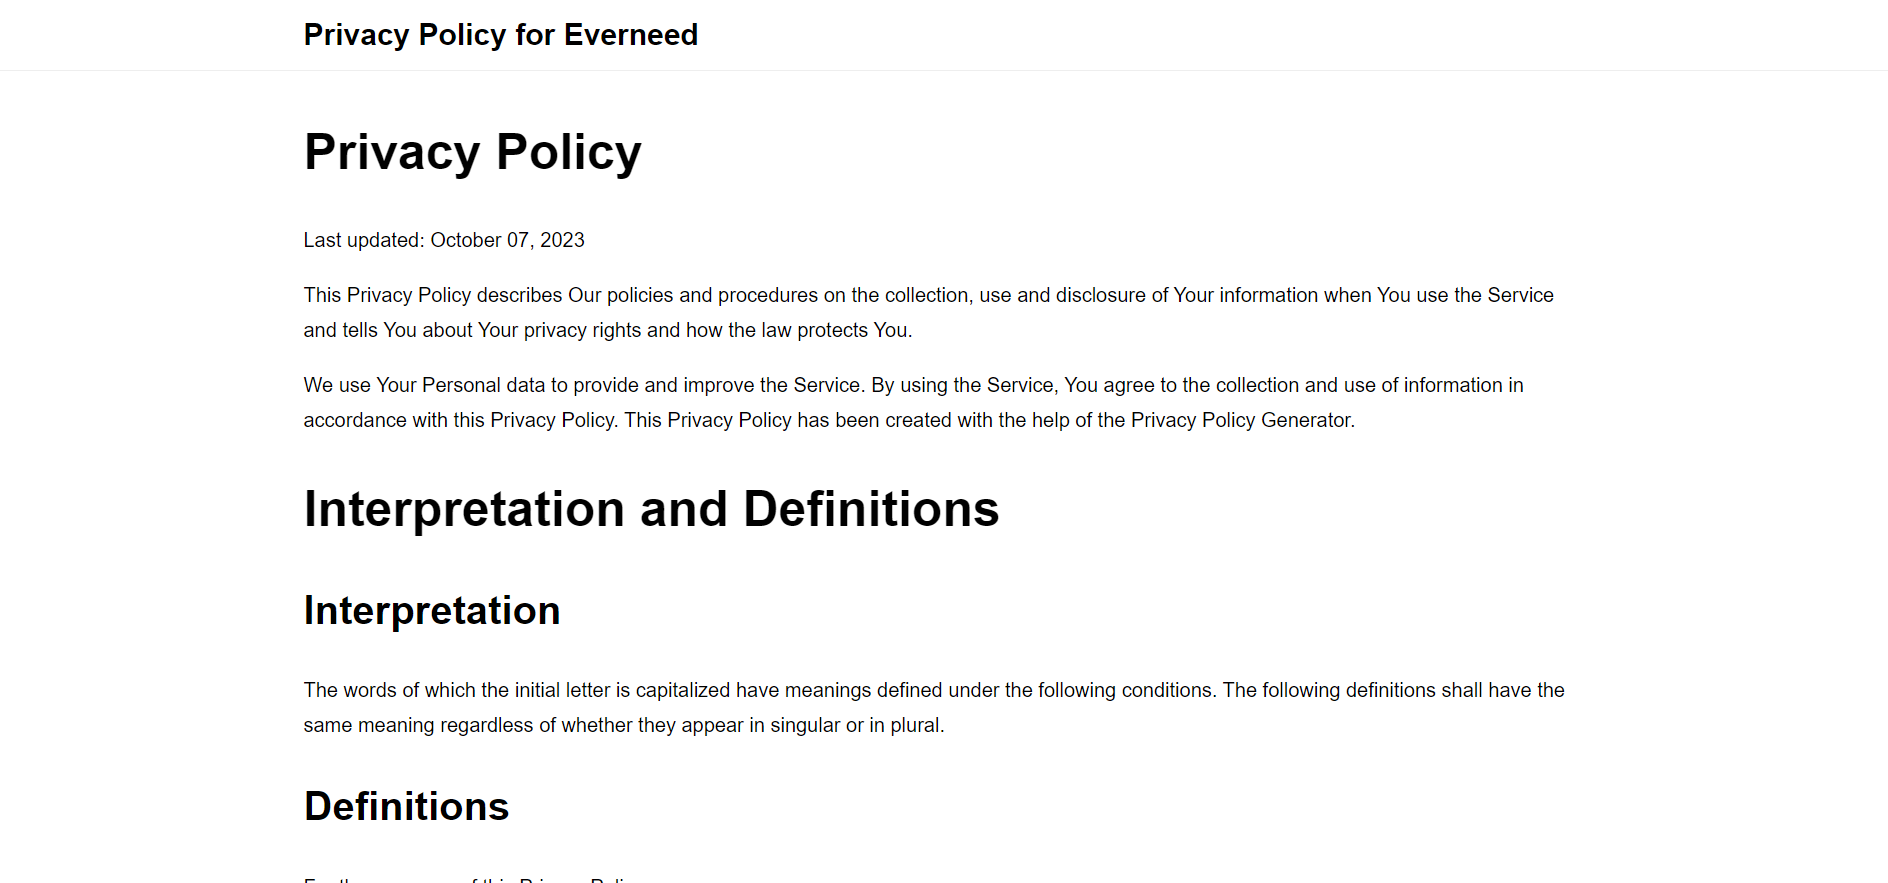 Privacy Policy for Everneed
Privacy Policy
Last updated: October 07, 2023
This Privacy Policy describes Our policies and procedures on the collection, use and disclosure of Your information when You use the Service
and tells You about Your privacy rights and how the law protects You.
We use Your Personal data to provide and improve the Service. By using the Service, You agree to the collection and use of information in
accordance with this Privacy Policy. This Privacy Policy has been created with the help of the Privacy Policy Generator.
Interpretation and Definitions
Interpretation
The words of which the initial letter is capitalized have meanings defined under the following conditions. The following definitions shall have the
same meaning regardless of whether they appear in singular or in plural.
Definitions